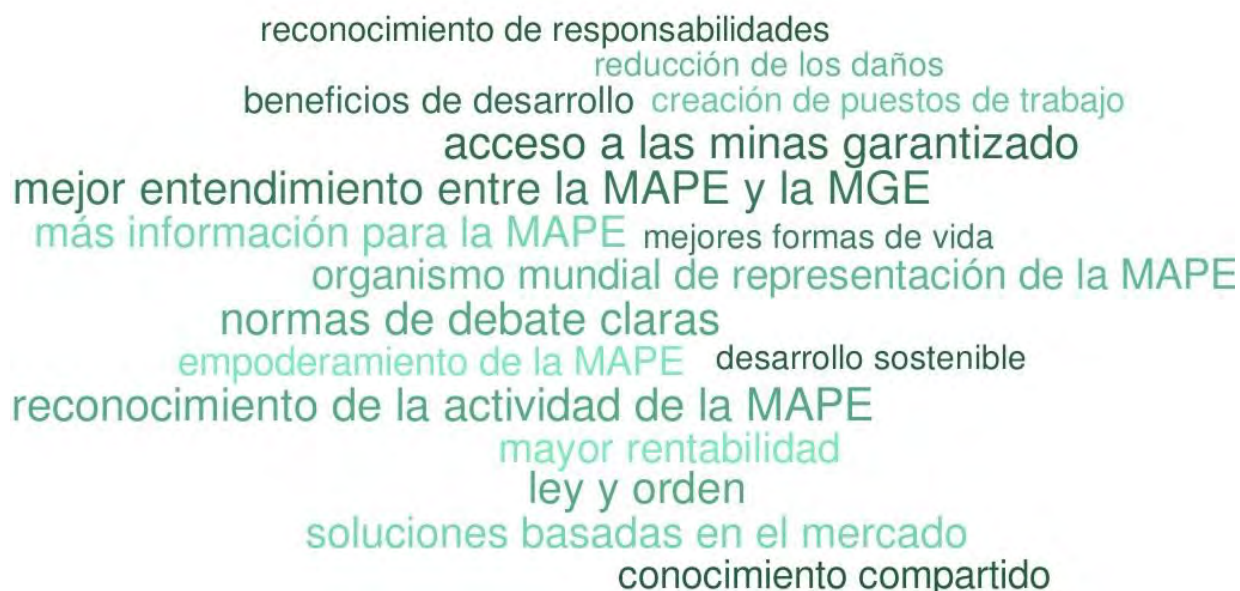 reconocimiento de responsabilidades
reducción de los daños
beneficios de desarrollo creación de puestos de trabajo
acceso a las minas garantizado
mejor entendimiento entre la MAPE y la MGE
más información para la MAPE mejores formas de vida
organismo mundial de representación de la MAPE
normas de debate claras
empoderamiento de la MAPE desarrollo sostenible
reconocimiento de la actividad de la MAPE
mayor rentabilidad
ley y orden
soluciones basadas en el mercado
conocimiento compartido